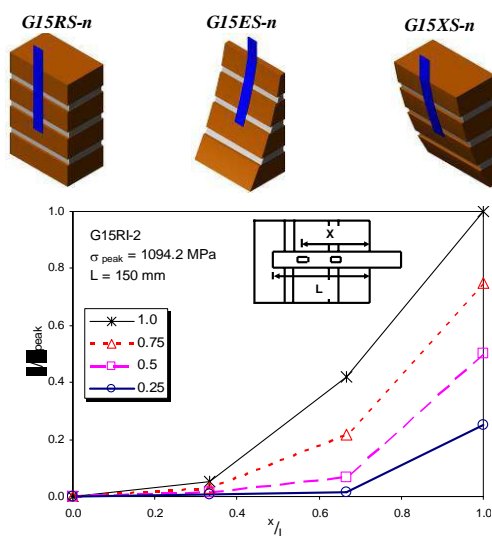 G15RS-n G15ES-n G15XS-n
1.0
0.8
0.6
0.4
0.2
0.0
peak
G15RI-2
σ peak = 1094.2 MPa
L = 150 mm
1.0
0.75
0.5
0.25
X
L
0.0 0.2 0.4 0.6 0.8 1.0
x/L